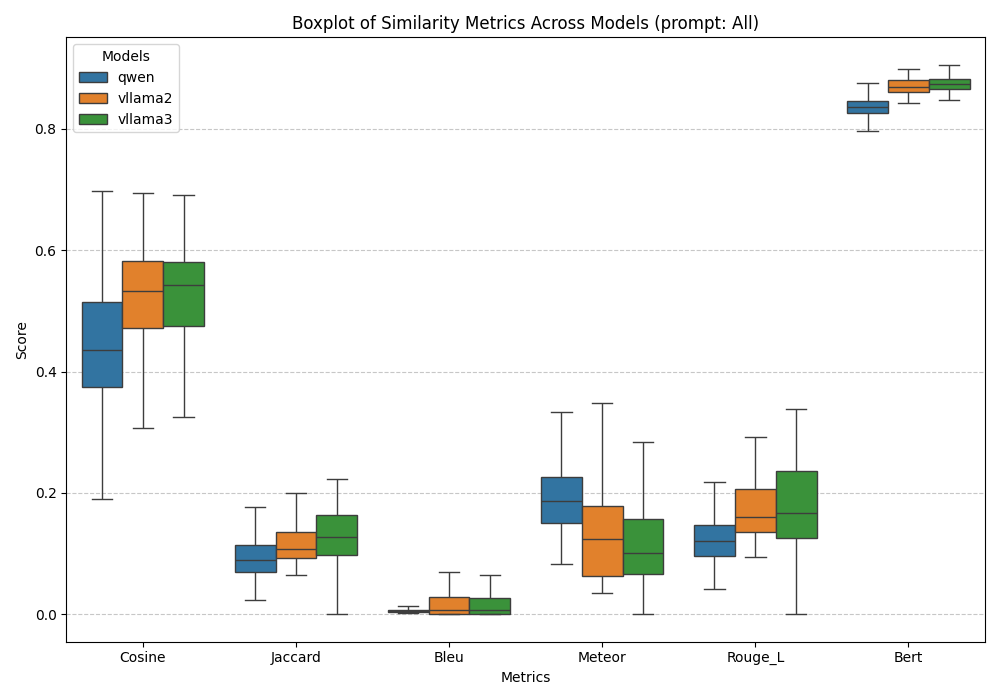 Boxplot of Similarity Metrics Across Models (prompt: All)
Models
qwen
vllama2
vllama3
Score
0.8
0.6
0.4
0.2
0.0
Cosine Jaccard Bleu Meteor Rouge_L Bert
Metrics